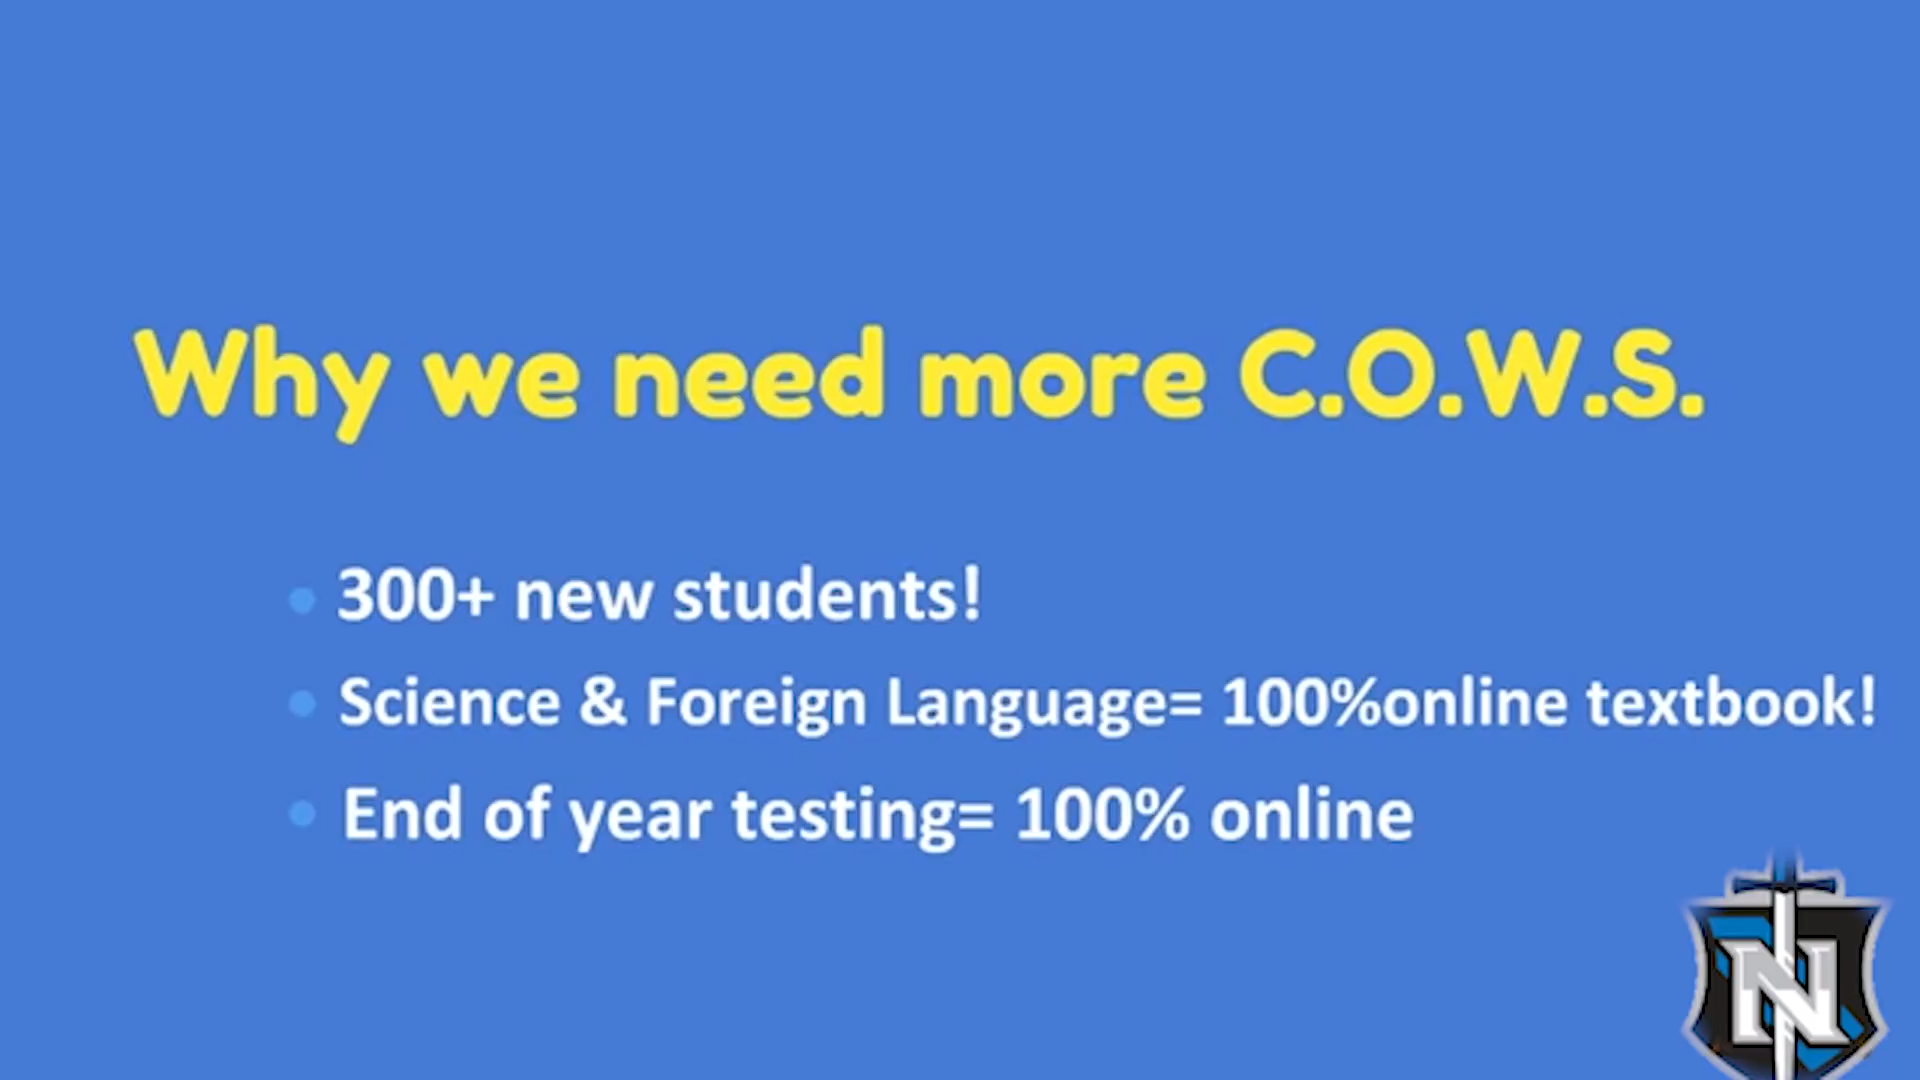 Why we need more C.O.W.S.
300+ new students!
Science & Foreign Language= 100%online textbook!
End of year testing= 100% online
N